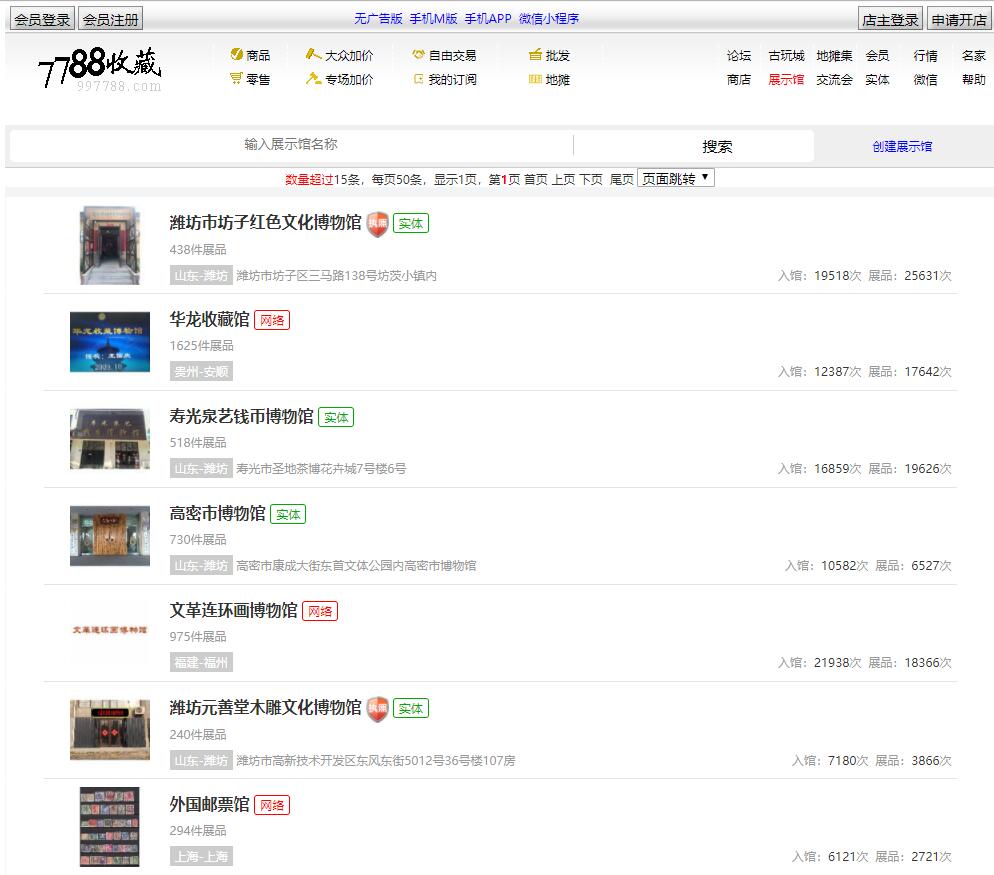 会员登录 会员注册 无广告版 手机M版 手机APP 微信小程序 店主登录 申请开店
7788收藏
997788.com
商品 大众加价 自由交易 批发 论坛 古玩城 地摊集 会员 行情 名家
零售 专场加价 我的订阅 地摊 商店 展示馆 交流会 实体 微信 帮助
输入展示馆名称 搜索 创建展示馆
数量超过15条，每页50条，显示1页，第1页 首页 上页 下页 尾页 页面跳转
潍坊市坊子红色文化博物馆 执照 实体
438件展品
山东-潍坊 潍坊市坊子区三马路138号坊茨小镇内 入馆：19518次 展品：25631次
华龙收藏馆 网络
华龙收藏博物馆
1625件展品
2009.10
贵州-安顺 入馆：12387次 展品：17642次
寿光泉艺钱币博物馆 实体
518件展品
山东-潍坊 寿光市圣地茶博花卉城7号楼6号 入馆：16859次 展品：19626次
高密市博物馆 实体
730件展品
山东-潍坊 高密市康成大街东首文体公园内高密市博物馆 入馆：10582次 展品：6527次
文革连环画博物馆 网络
文革连环画博物馆
975件展品
福建-福州 入馆：21938次 展品：18366次
潍坊元善堂木雕文化博物馆 执照 实体
240件展品
山东-潍坊 潍坊市高新技术开发区东风东街5012号36号楼107房 入馆：7180次 展品：3866次
外国邮票馆 网络
294件展品
上海-上海 入馆：6121次 展品：2721次